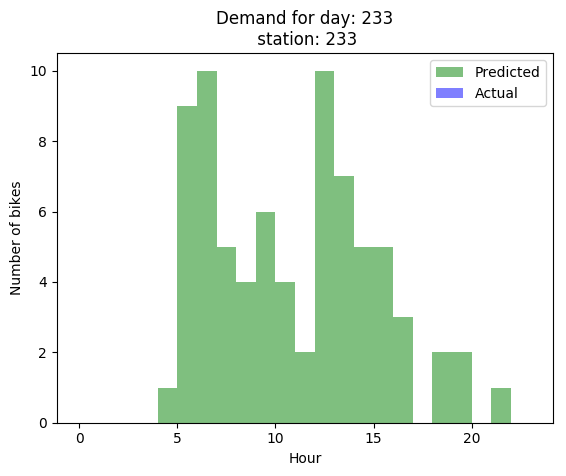 Demand for day: 233
station: 233
Predicted
Actual
Number of bikes
10
8
6
4
2
0
0 5 10 15 20
Hour